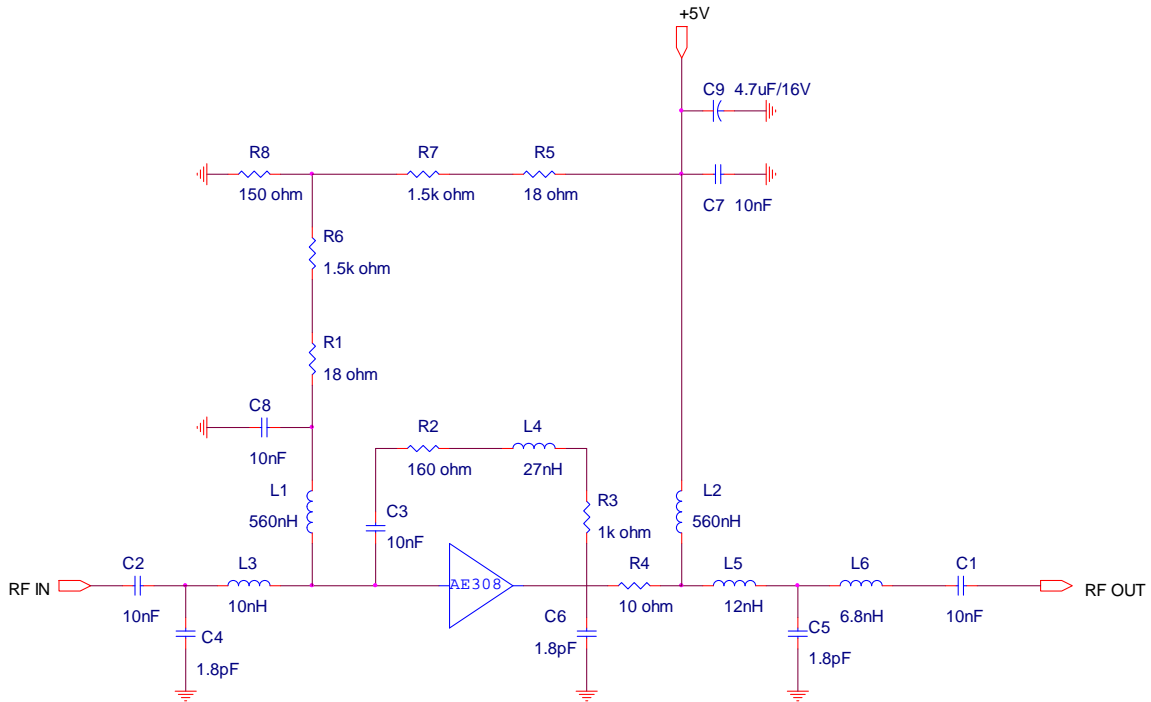 +5V
C9 4.7uF/16V
R8
R7
R5
150 ohm
1.5k ohm
18 ohm
C7 10nF
R6
1.5k ohm
R1
18 ohm
C8
10nF
R2
L4
160 ohm
27nH
L1
560nH
C3
10nF
R3
1k ohm
L2
560nH
RF IN
C2
10nF
L3
10nH
AE308
R4
10 ohm
L5
12nH
L6
6.8nH
C1
10nF
RF OUT
C4
1.8pF
C6
1.8pF
C5
1.8pF